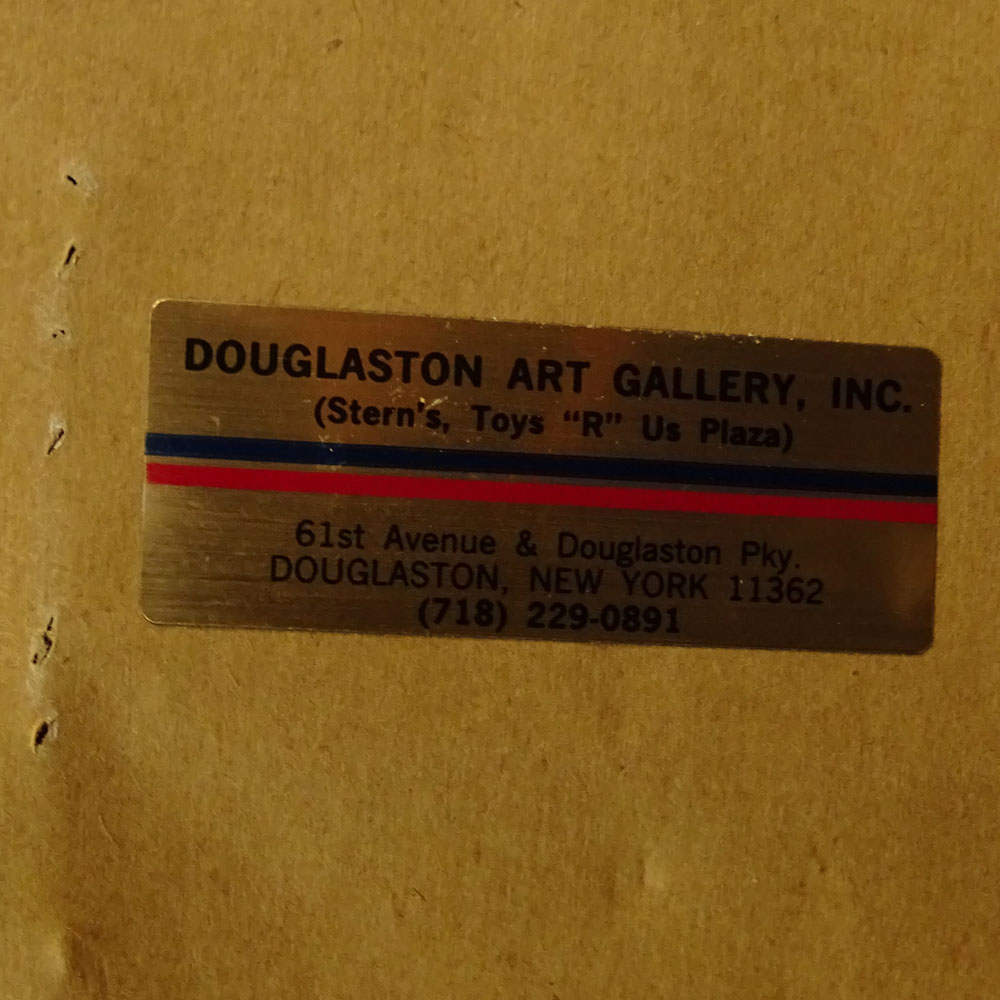 DOUGLASTON ART GALLERY, INC.
(Stern's, Toys "R" Us Plaza)
61st Avenue & Douglaston Pky.
DOUGLASTON, NEW YORK 11362
(718) 229-0891